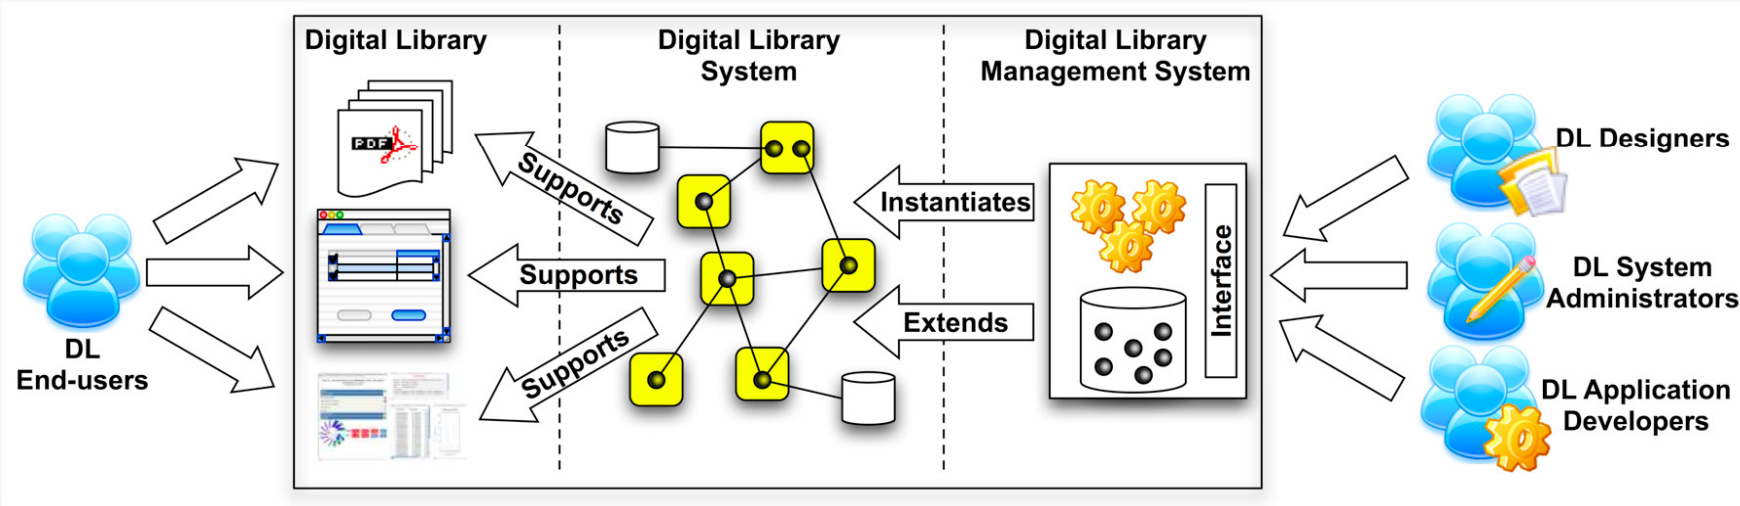 Digital Library
Digital Library
System
Digital Library
Management System
PDF
Supports
Supports
Supports
Instantiates
Extends
Interface
DL
End-users
DL Designers
DL System
Administrators
DL Application
Developers